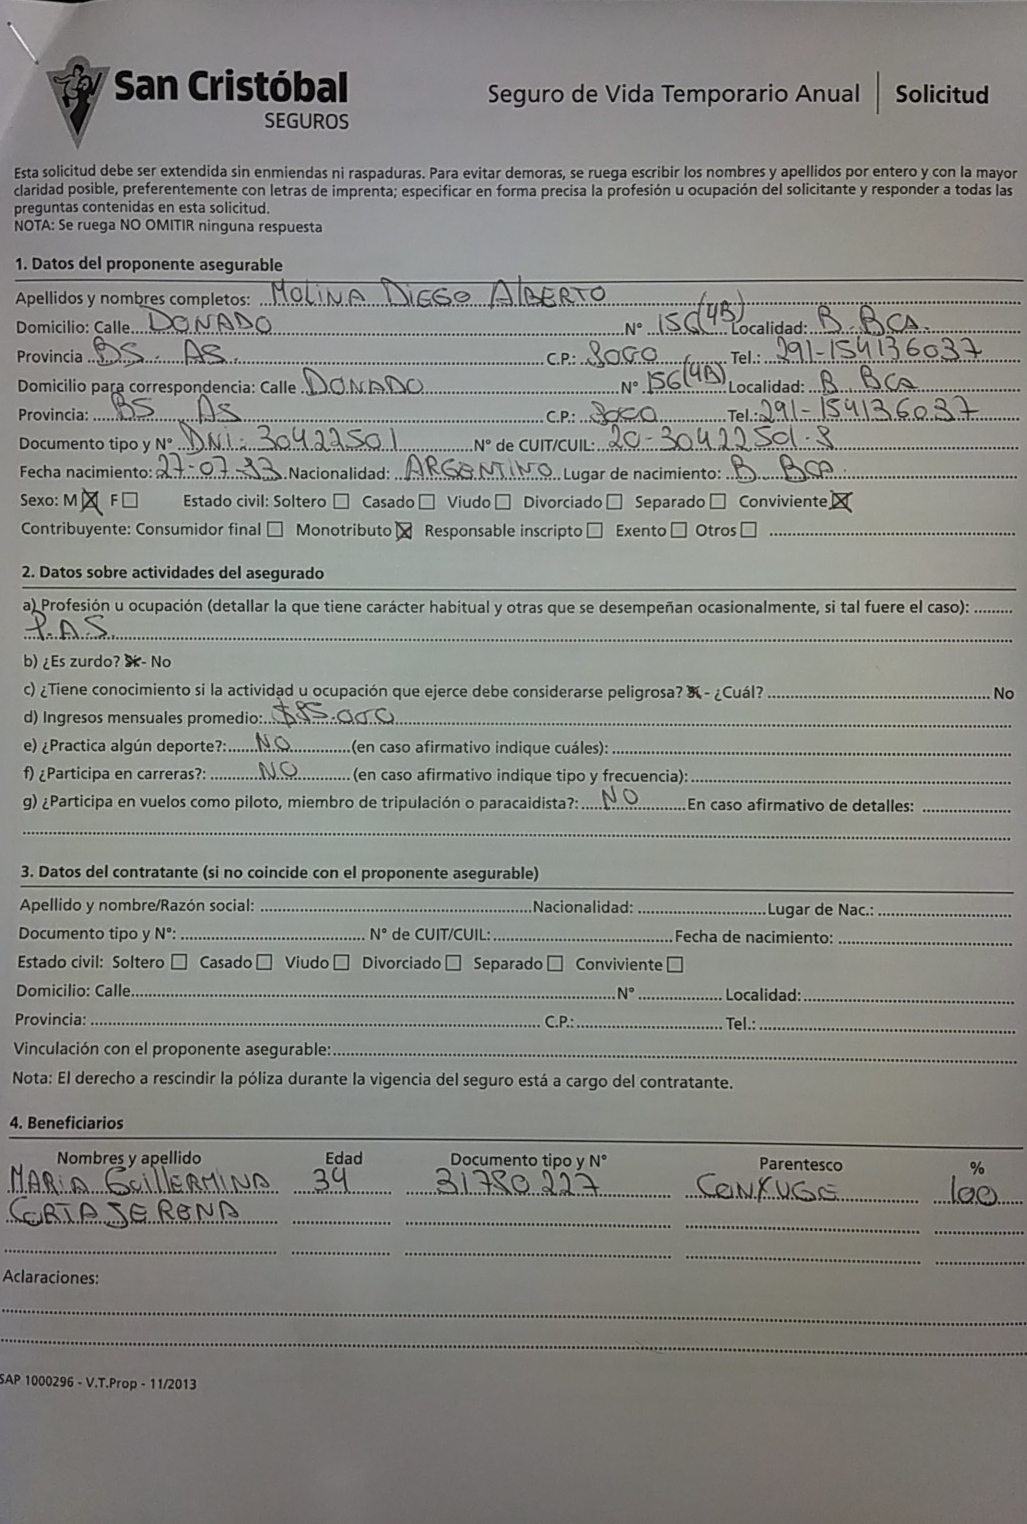 San Cristóbal
SEGUROS
Seguro de Vida Temporario Anual | Solicitud
Esta solicitud debe ser extendida sin enmiendas ni raspaduras. Para evitar demoras, se ruega escribir los nombres y apellidos por entero y con la mayor
claridad posible, preferentemente con letras de imprenta; especificar en forma precisa la profesión u ocupación del solicitante y responder a todas las
preguntas contenidas en esta solicitud.
NOTA: Se ruega NO OMITIR ninguna respuesta
1. Datos del proponente asegurable
Apellidos y nombres completos: MOLINA DIEGO ALBERTO
Domicilio: Calle DONADO N° 156 (4B) Localidad: B. BCA.
Provincia BS. AS. C.P.: 8000 Tel.: 291-154136037
Domicilio para correspondencia: Calle DONADO N° 156 (4B) Localidad: B. BCA
Provincia: BS AS C.P.: 8000 Tel.: 291-154136037
Documento tipo y N° DNI: 30422501 N° de CUIT/CUIL: 20-30422501-8
Fecha nacimiento: 27-07-83 Nacionalidad: ARGENTINO Lugar de nacimiento: B. BCA.
Sexo: M F Estado civil: Soltero Casado Viudo Divorciado Separado Conviviente
Contribuyente: Consumidor final Monotributo Responsable inscripto Exento Otros
2. Datos sobre actividades del asegurado
a) Profesión u ocupación (detallar la que tiene carácter habitual y otras que se desempeñan ocasionalmente, si tal fuere el caso):
P.A.S.
b) ¿Es zurdo? - No
c) ¿Tiene conocimiento si la actividad u ocupación que ejerce debe considerarse peligrosa? - ¿Cuál? No
d) Ingresos mensuales promedio: $85.000
e) ¿Practica algún deporte?: NO (en caso afirmativo indique cuáles):
f) ¿Participa en carreras?: NO (en caso afirmativo indique tipo y frecuencia):
g) ¿Participa en vuelos como piloto, miembro de tripulación o paracaidista?: NO En caso afirmativo de detalles:
3. Datos del contratante (si no coincide con el proponente asegurable)
Apellido y nombre/Razón social: Nacionalidad: Lugar de Nac.:
Documento tipo y N°: N° de CUIT/CUIL: Fecha de nacimiento:
Estado civil: Soltero Casado Viudo Divorciado Separado Conviviente
Domicilio: Calle N° Localidad:
Provincia: C.P.: Tel.:
Vinculación con el proponente asegurable:
Nota: El derecho a rescindir la póliza durante la vigencia del seguro está a cargo del contratante.
4. Beneficiarios
Nombres y apellido Edad Documento tipo y N° Parentesco %
MARIA GUILLERMINA 34 31780227 CONYUGE 100
Aclaraciones:
SAP 1000296 - V.T.Prop - 11/2013